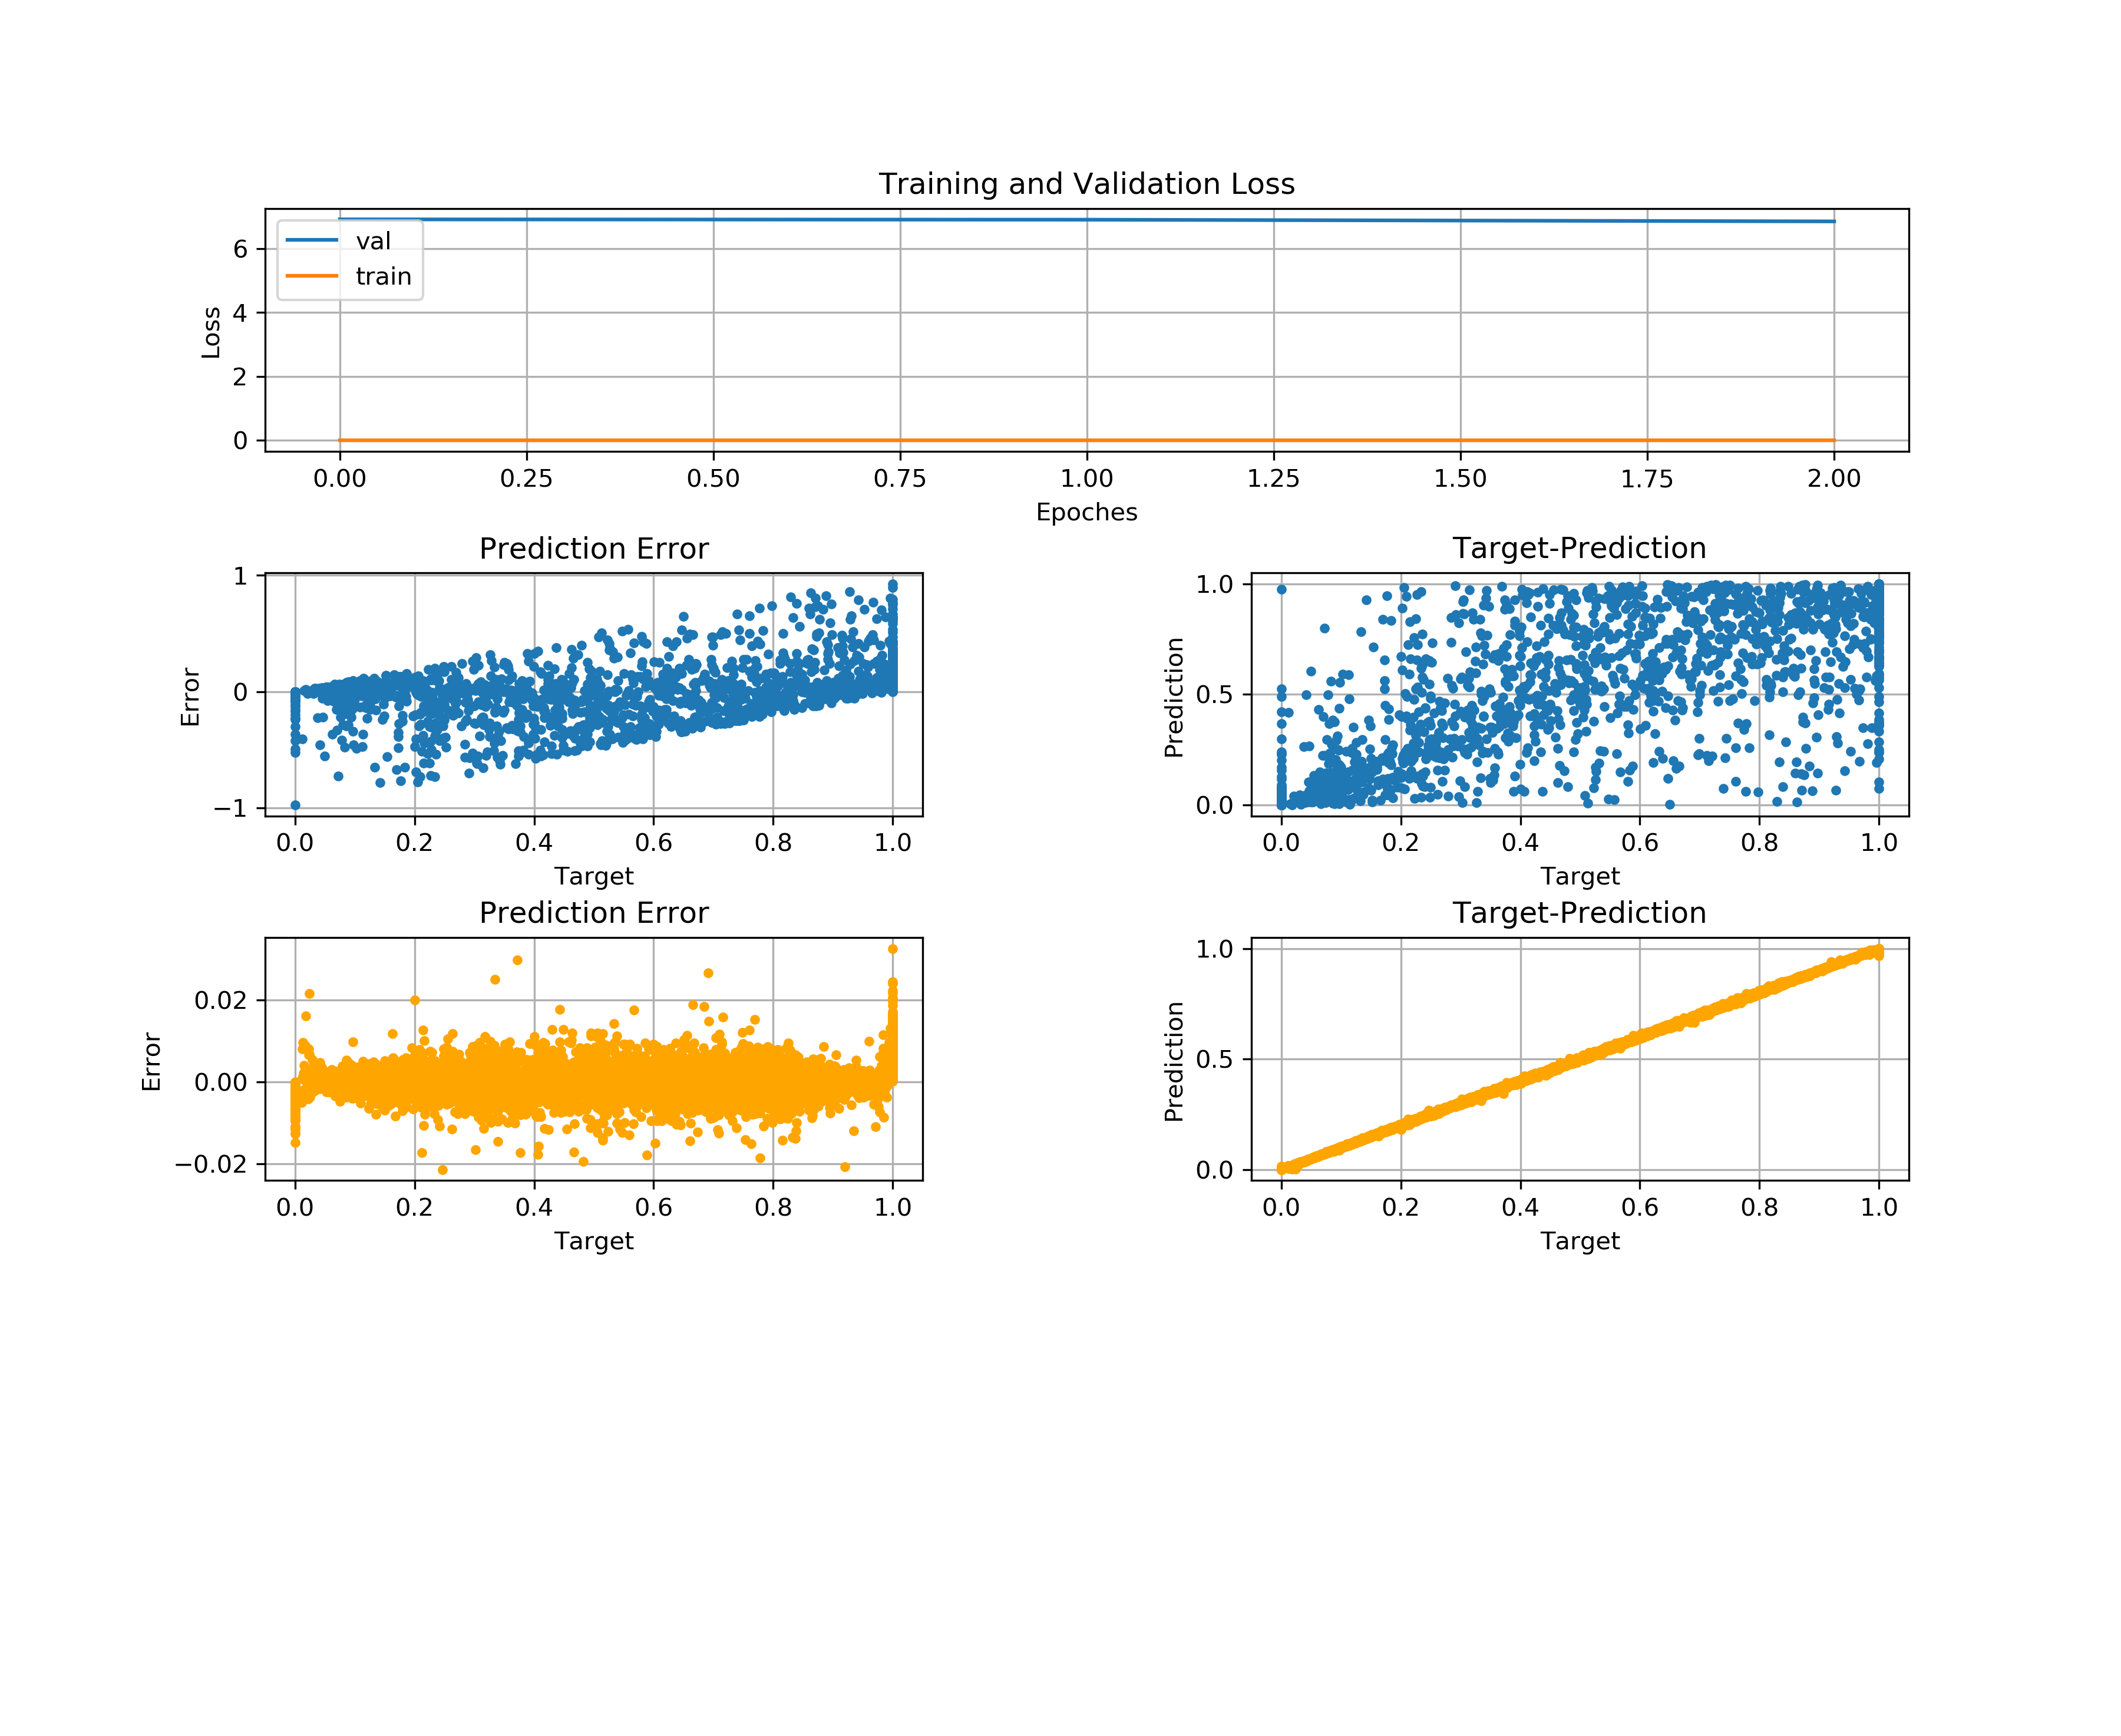 Training and Validation Loss
val
train
Loss
6
4
2
0
0.00 0.25 0.50 0.75 1.00 1.25 1.50 1.75 2.00
Epoches
Prediction Error
Error
1
0
−1
0.0 0.2 0.4 0.6 0.8 1.0
Target
Target-Prediction
Prediction
1.0
0.5
0.0
0.0 0.2 0.4 0.6 0.8 1.0
Target
Prediction Error
Error
0.02
0.00
−0.02
0.0 0.2 0.4 0.6 0.8 1.0
Target
Target-Prediction
Prediction
1.0
0.5
0.0
0.0 0.2 0.4 0.6 0.8 1.0
Target